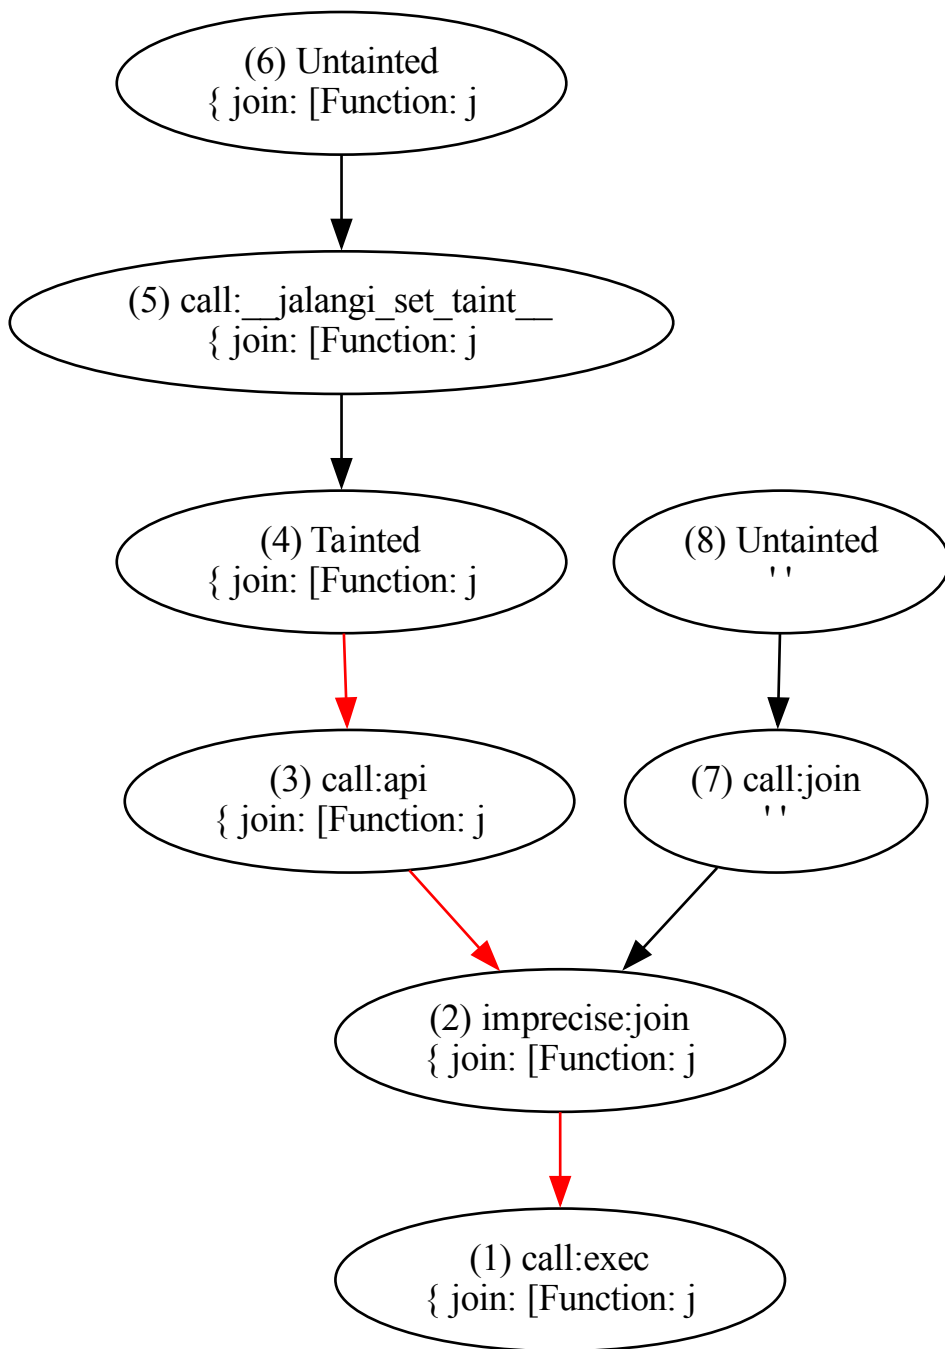 (6) Untainted
{ join: [Function: j
(5) call:__jalangi_set_taint__
{ join: [Function: j
(4) Tainted
{ join: [Function: j
(8) Untainted
' '
(3) call:api
{ join: [Function: j
(7) call:join
' '
(2) imprecise:join
{ join: [Function: j
(1) call:exec
{ join: [Function: j